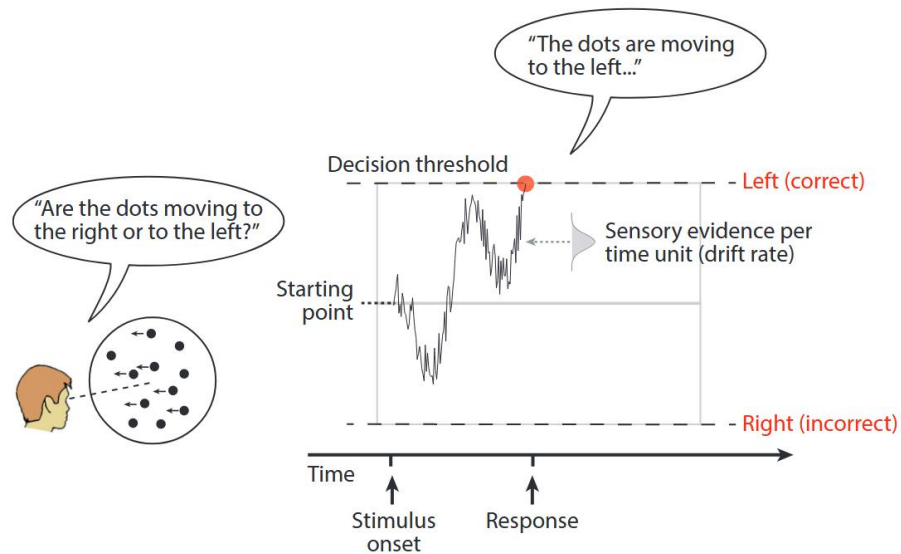 “The dots are moving
to the left...”
Decision threshold
Left (correct)
“Are the dots moving to
the right or to the left?”
Sensory evidence per
time unit (drift rate)
Starting
point
Right (incorrect)
Time
Stimulus
onset
Response